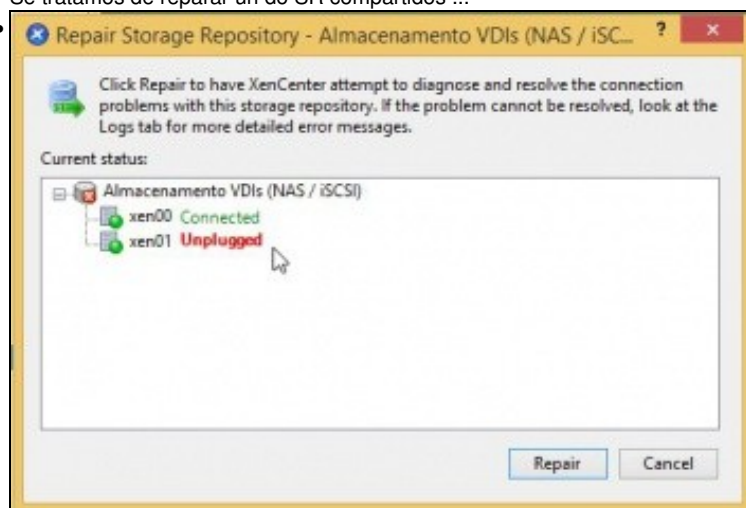 Se tratamos de reparar un do SR compartidos ...
Repair Storage Repository - Almacenamento VDIs (NAS / iSC... ? ×
Click Repair to have XenCenter attempt to diagnose and resolve the connection
problems with this storage repository. If the problem cannot be resolved, look at the
Logs tab for more detailed error messages.
Current status:
Almacenamento VDIs (NAS / iSCSI)
xen00 Connected
xen01 Unplugged
Repair Cancel